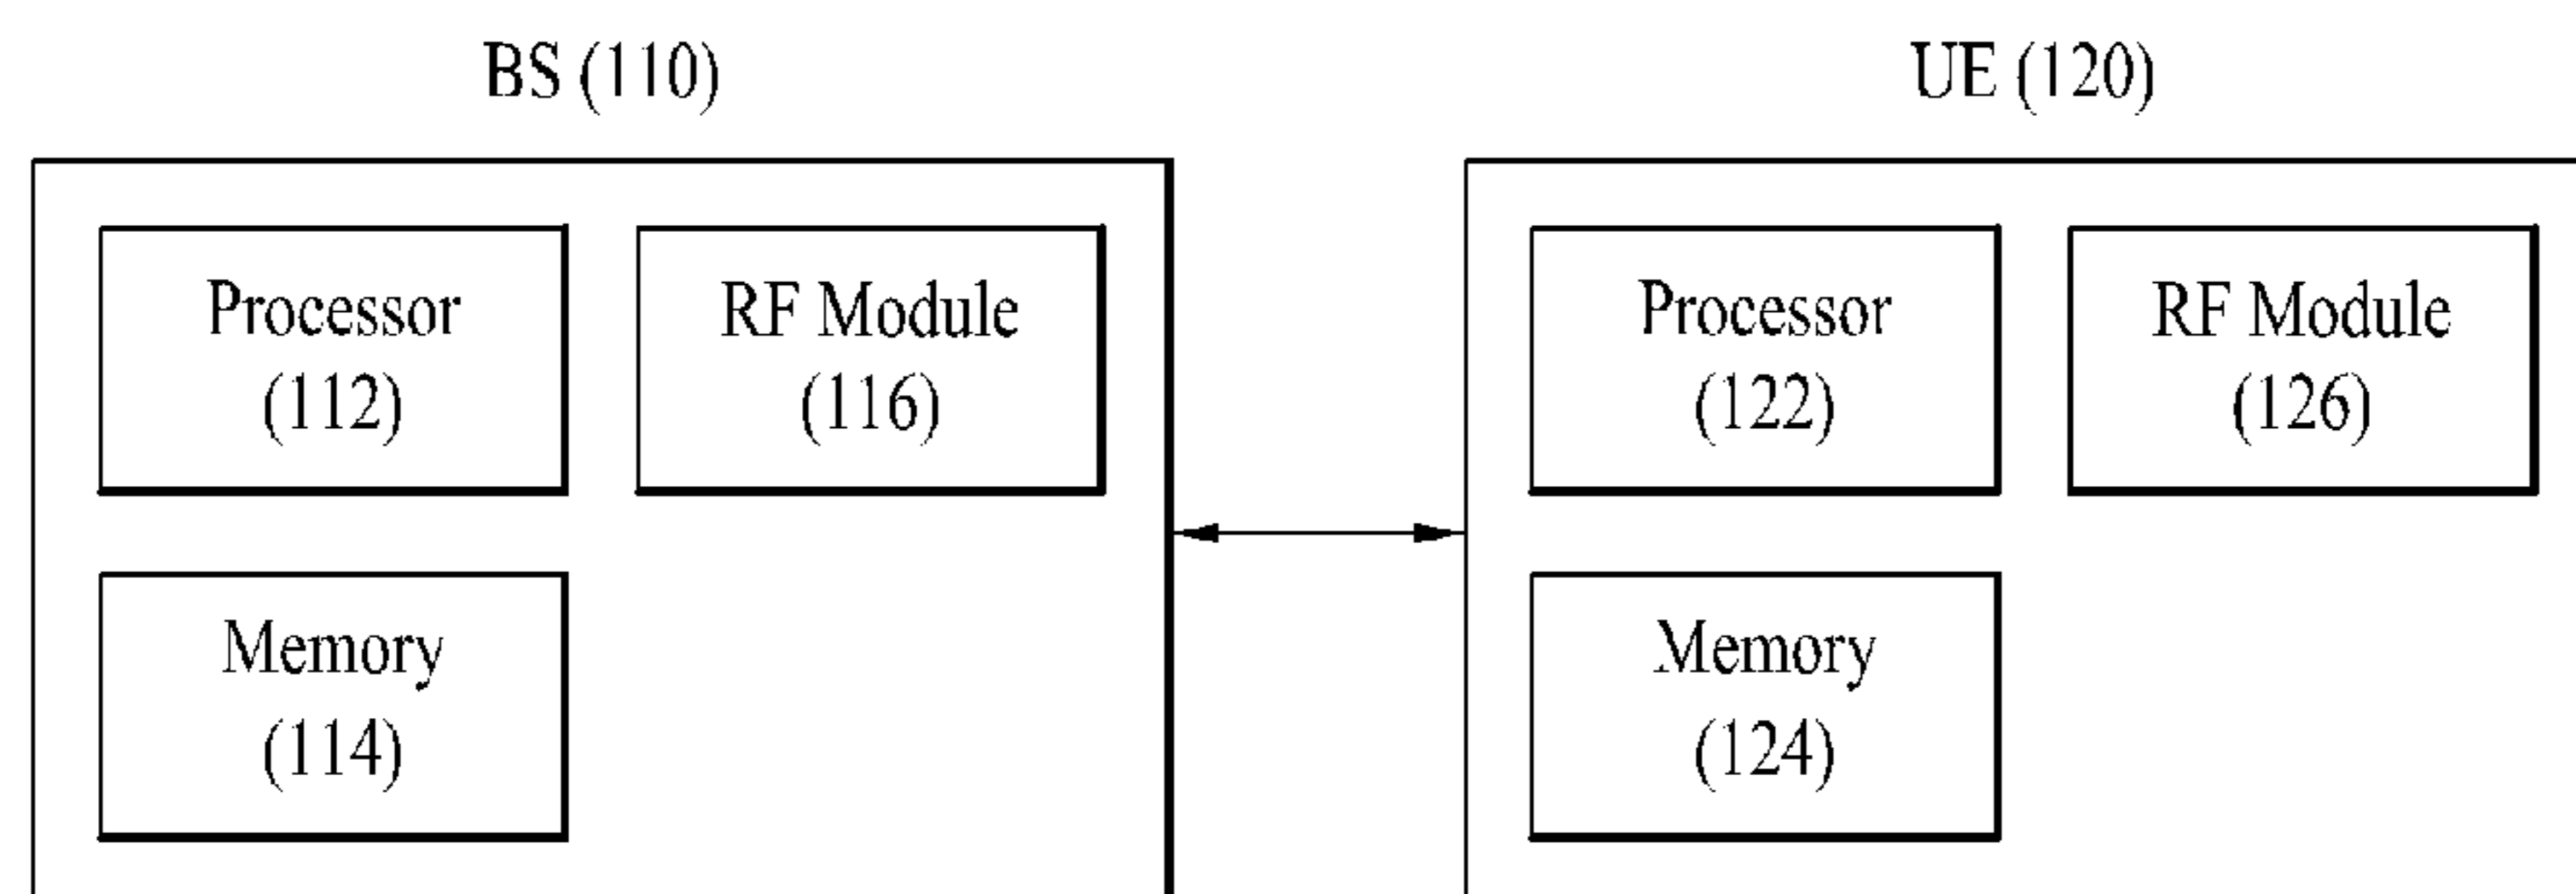 BS (110)
UE (120)
Processor
(112)
RF Module
(116)
Memory
(114)
Processor
(122)
RF Module
(126)
Memory
(124)